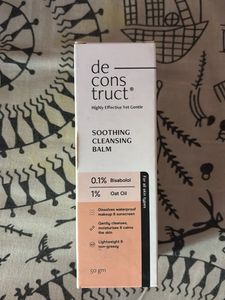 de
cons
truct®
Highly Effective Yet Gentle
SOOTHING
CLEANSING
BALM
0.1% Bisabolol
1% Oat Oil
For all skin types
Dissolves waterproof
makeup & sunscreen
Gently cleanses,
moisturises & calms
the skin
Lightweight &
non-greasy
50 gm